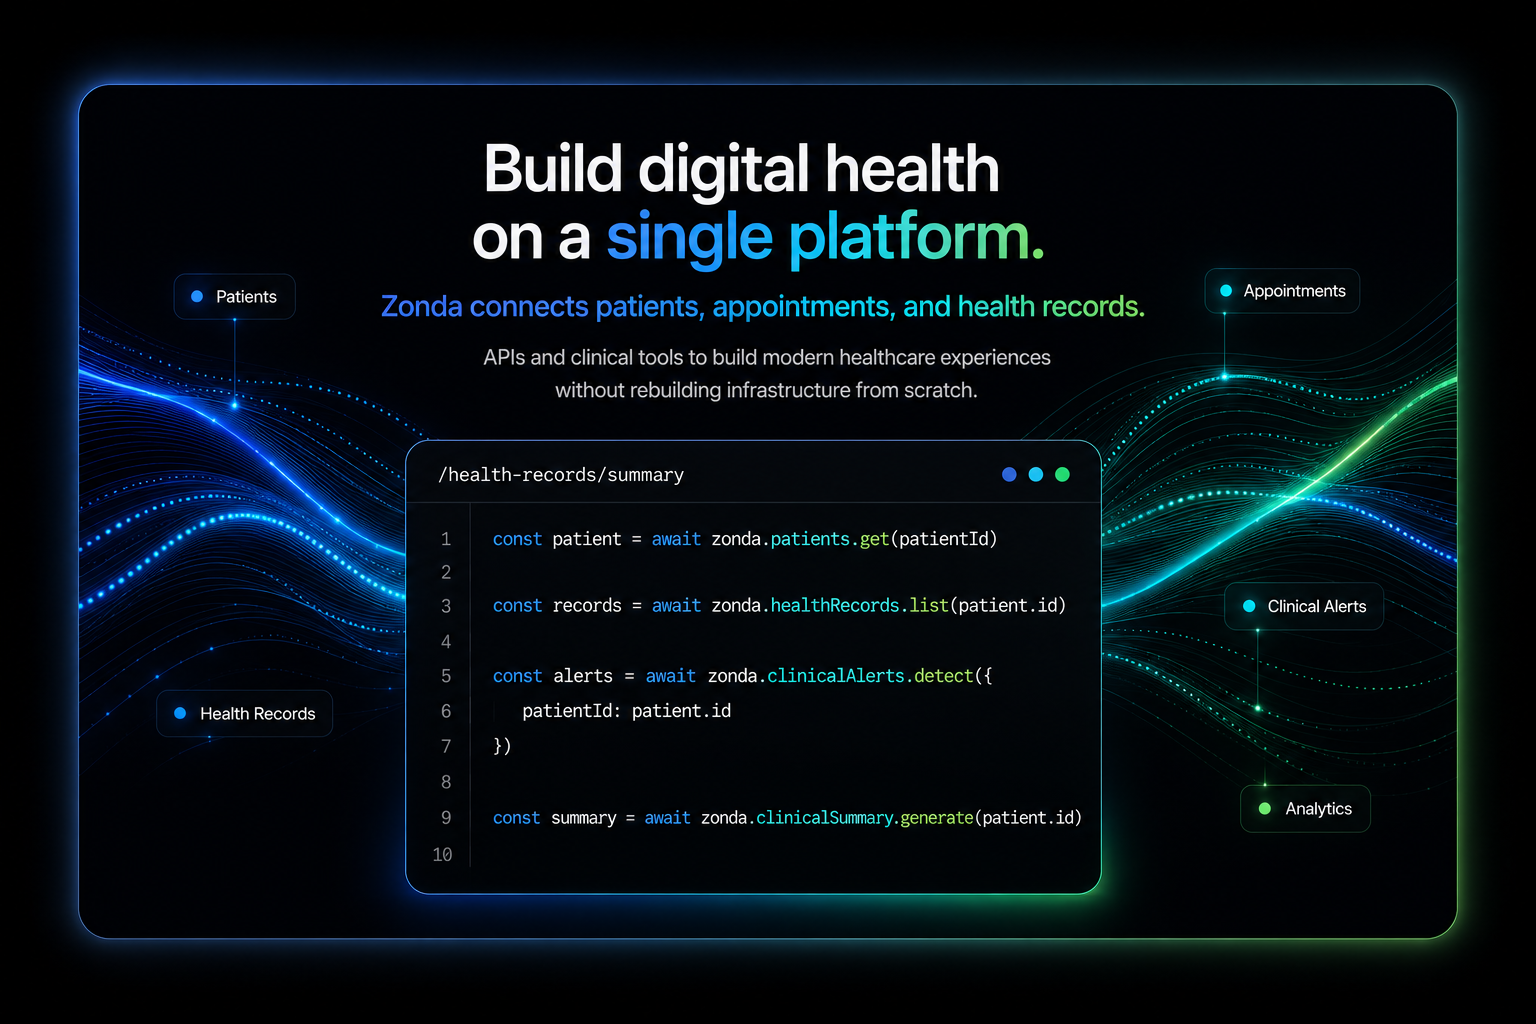 Build digital health
on a single platform.
Zonda connects patients, appointments, and health records.
APIs and clinical tools to build modern healthcare experiences
without rebuilding infrastructure from scratch.
Patients
Appointments
/health-records/summary
1 const patient = await zonda.patients.get(patientId)
2
3 const records = await zonda.healthRecords.list(patient.id)
4
5 const alerts = await zonda.clinicalAlerts.detect({
6 patientId: patient.id
7 })
8
9 const summary = await zonda.clinicalSummary.generate(patient.id)
10
Clinical Alerts
Health Records
Analytics